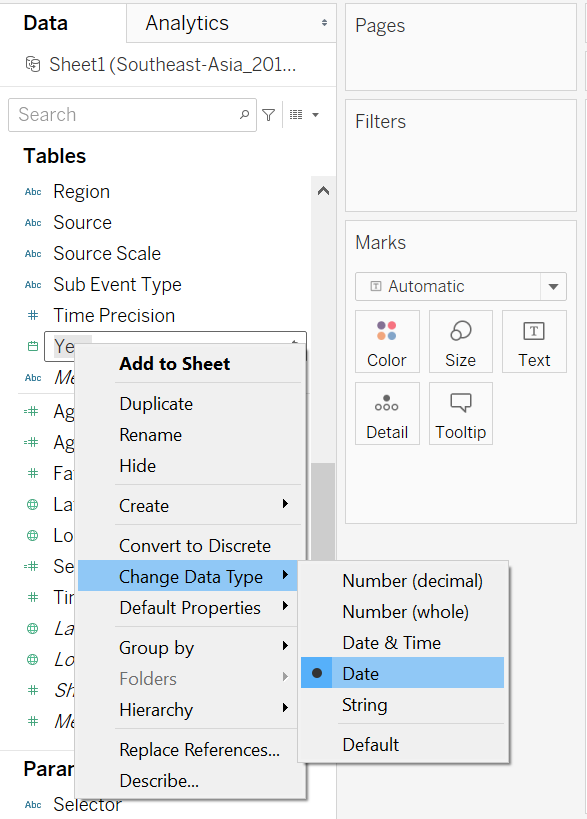 Data
Analytics
Sheet1 (Southeast-Asia_201...
Search
Tables
Abc Region
Abc Source
Abc Source Scale
Abc Sub Event Type
# Time Precision
Ye
Abc Me
Ag
Ag
# Fa
La
Lo
Se
# Tir
La
Lo
# Sh
# Me
Paran
Abc Selector
Add to Sheet
Duplicate
Rename
Hide
Create
Convert to Discrete
Change Data Type
Default Properties
Group by
Folders
Hierarchy
Replace References...
Describe...
Number (decimal)
Number (whole)
Date & Time
Date
String
Default
Pages
Filters
Marks
T Automatic
Color
Size
T
Text
Detail
Tooltip